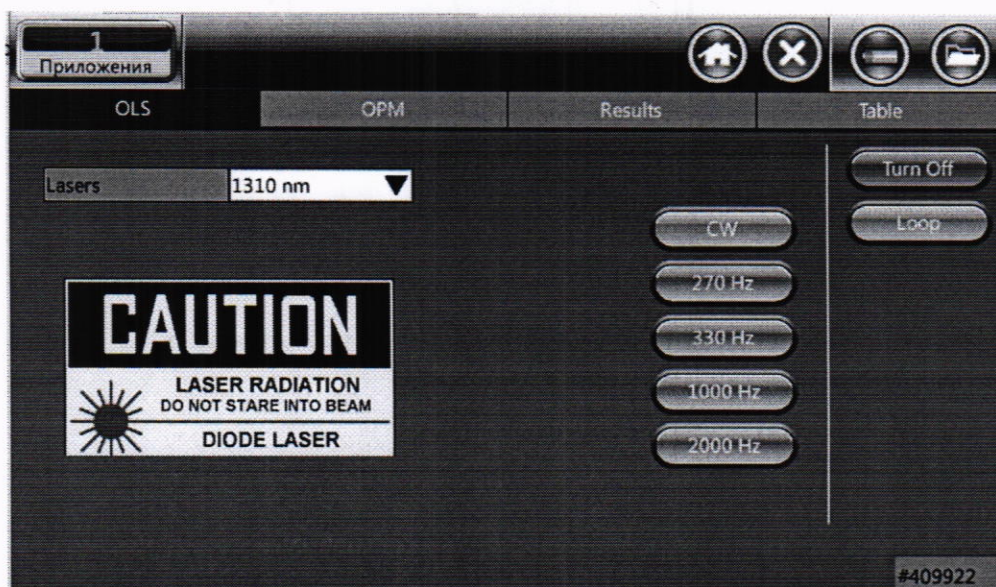 1
Приложения
OLS OPM Results Table
Lasers 1310 nm
Turn Off
Loop
CW
270 Hz
330 Hz
1000 Hz
2000 Hz
CAUTION
LASER RADIATION
DO NOT STARE INTO BEAM
DIODE LASER
#409922